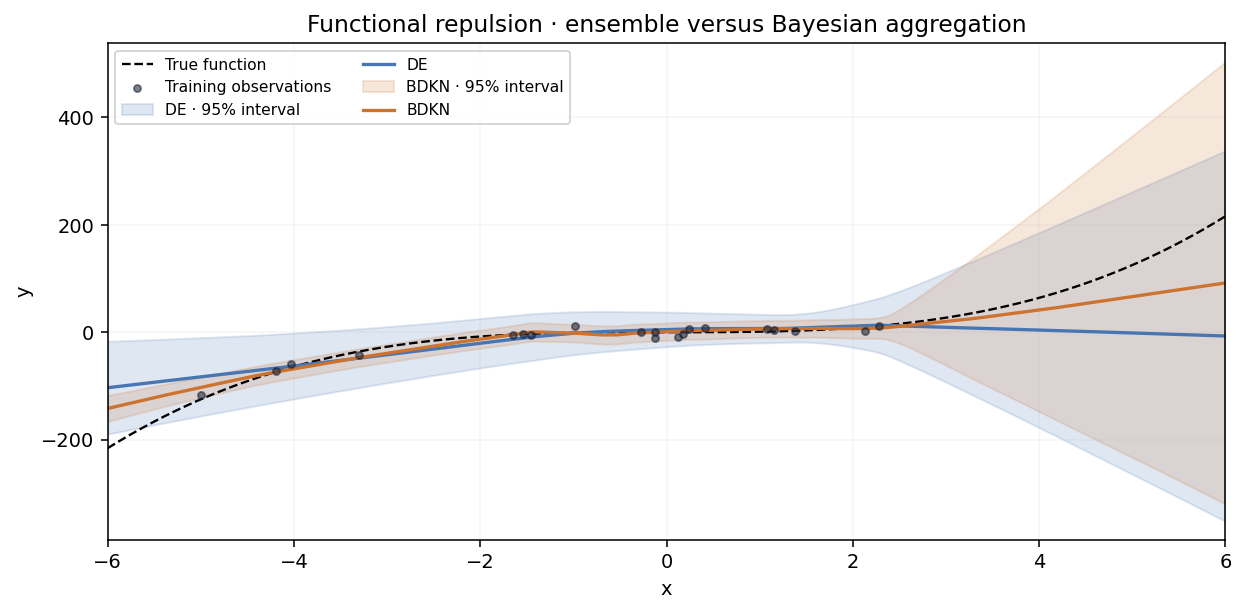 Functional repulsion · ensemble versus Bayesian aggregation
True function
Training observations
DE · 95% interval
DE
BDKN · 95% interval
BDKN
400
200
0
−200
y
−6
−4
−2
0
2
4
6
x